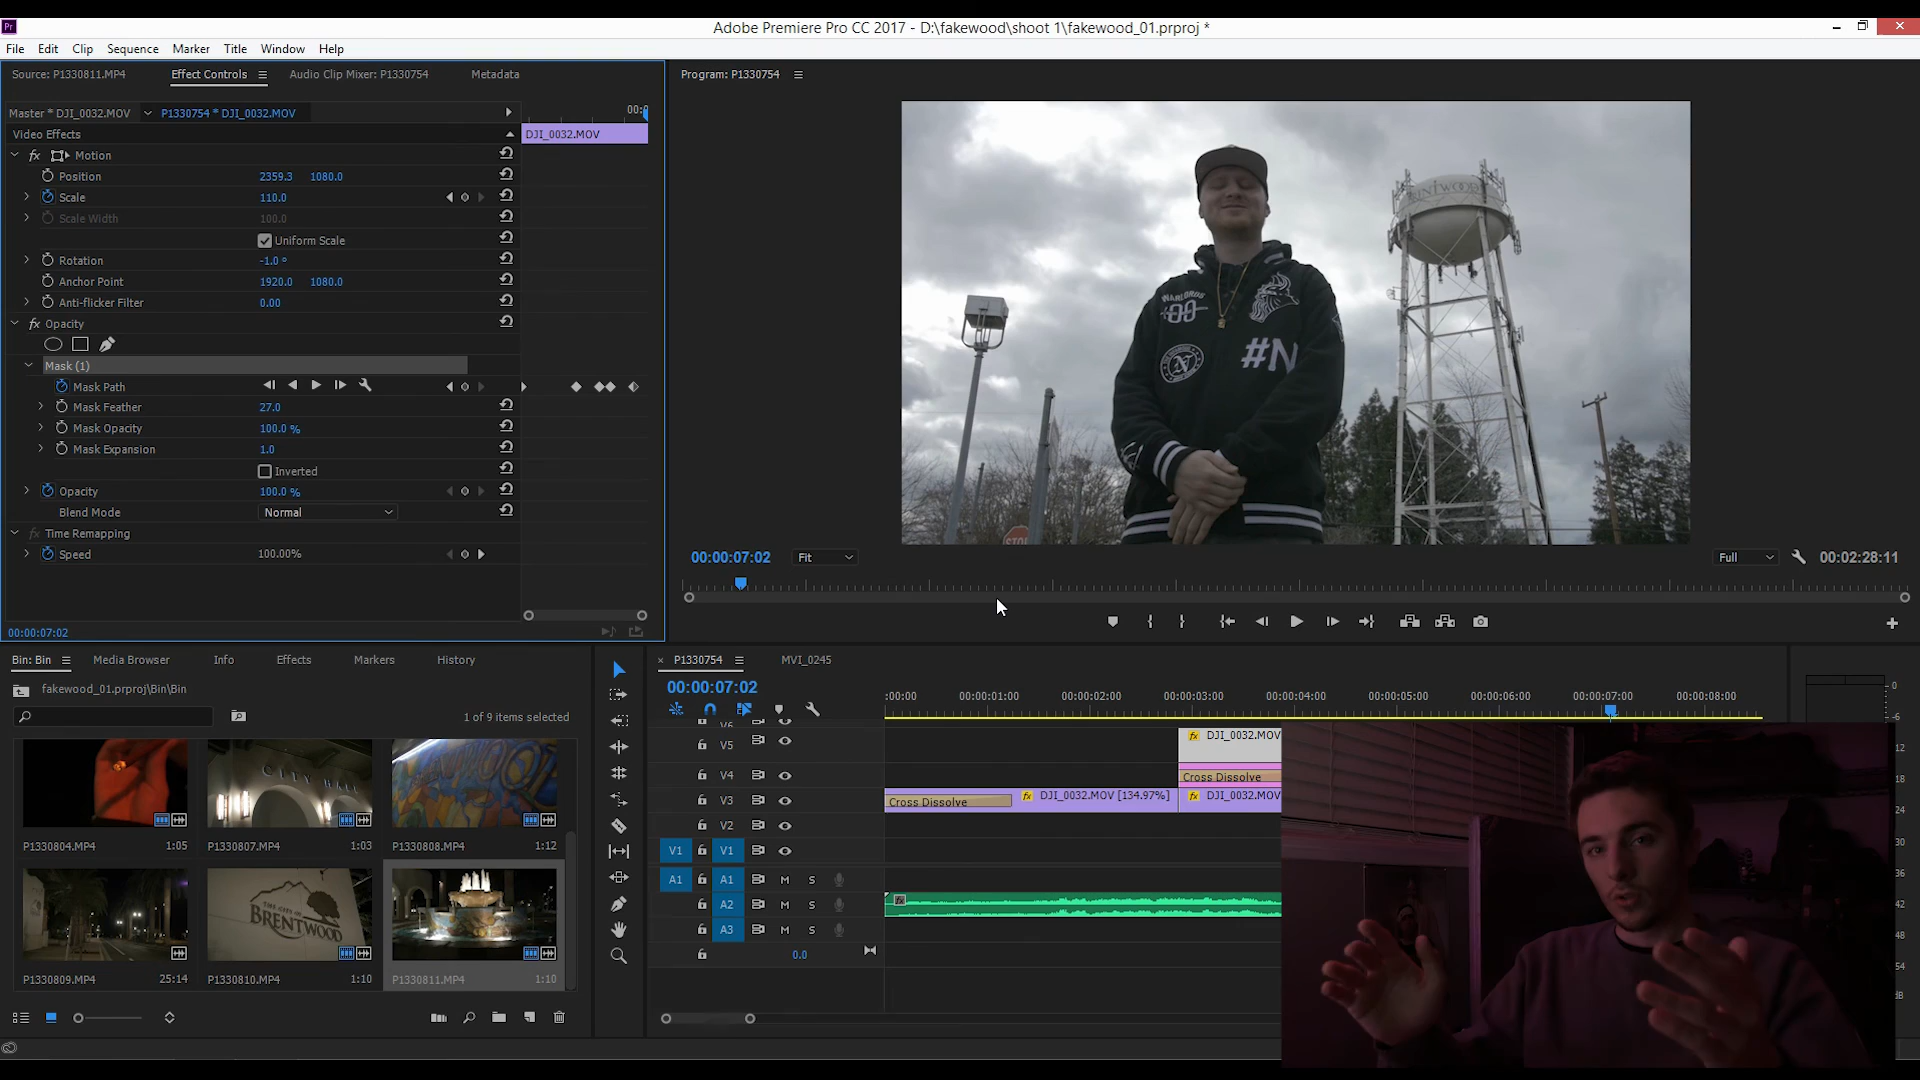 Adobe Premiere Pro CC 2017 - D:\fakewood\shoot 1\fakewood_01.prproj *
File Edit Clip Sequence Marker Title Window Help
Source: P1330811.MP4 Effect Controls Audio Clip Mixer: P1330754 Metadata
Program: P1330754
Master * DJI_0032.MOV P1330754 * DJI_0032.MOV
Video Effects DJI_0032.MOV
fx Motion
Position 2359.3 1080.0
Scale 110.0
Scale Width 100.0
Uniform Scale
Rotation -1.0 °
Anchor Point 1920.0 1080.0
Anti-flicker Filter 0.00
fx Opacity
Mask (1)
Mask Path
Mask Feather 27.0
Mask Opacity 100.0 %
Mask Expansion 1.0
Inverted
Opacity 100.0 %
Blend Mode Normal
fx Time Remapping
Speed 100.00%
00:00:07:02
WARLORDS
#N
N
STOP
00:00:07:02 Fit Full 00:02:28:11
Bin: Bin Media Browser Info Effects Markers History
fakewood_01.prproj\Bin\Bin
1 of 9 items selected
P1330804.MP4 1:05
P1330807.MP4 1:03
P1330808.MP4 1:12
CITY HALL
P1330809.MP4 25:14
P1330810.MP4 1:10
P1330811.MP4 1:10
THE CITY OF
BRENTWOOD
P1330754 MVI_0245
00:00:07:02
:00:00 00:00:01:00 00:00:02:00 00:00:03:00 00:00:04:00 00:00:05:00 00:00:06:00 00:00:07:00 00:00:08:00
V6
V5 fx DJI_0032.MOV
V4 Cross Dissolve
V3 Cross Dissolve fx DJI_0032.MOV [134.97%] fx DJI_0032.MOV
V2
V1 V1
A1 A1 M S
A2 M S fx
A3 M S
0.0
0
-6
12
30
36
42
48
54
dB